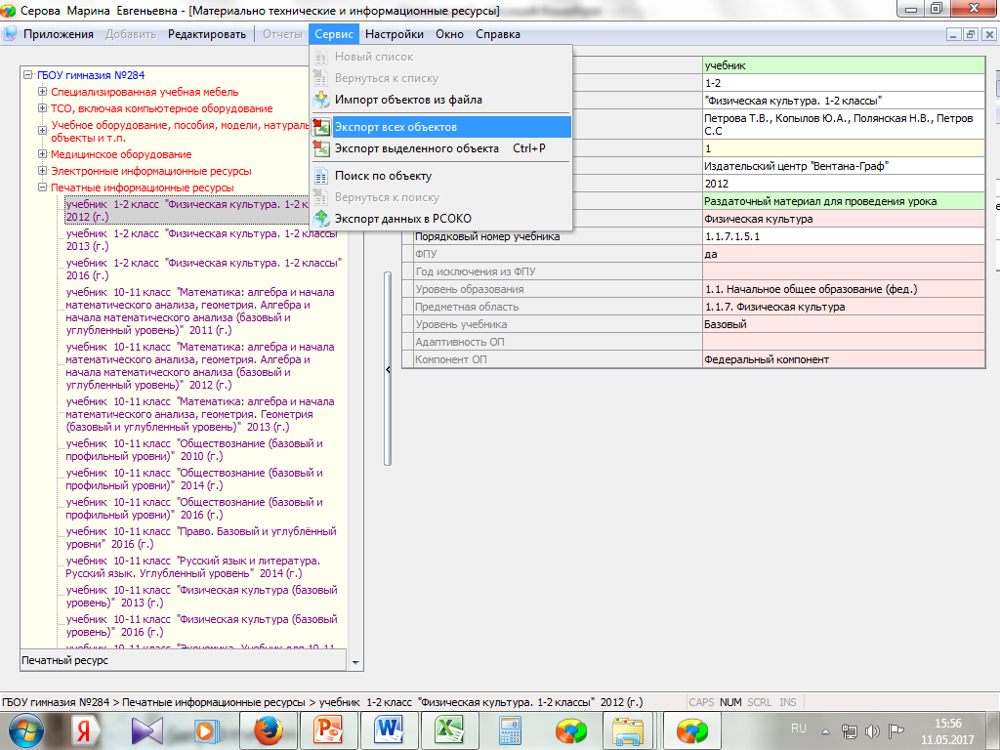 Серова Марина Евгеньевна - [Материально технические и информационные ресурсы]
Приложения Добавить Редактировать Отчеты Сервис Настройки Окно Справка
Новый список
Вернуться к списку
Импорт объектов из файла
Экспорт всех объектов
Экспорт выделенного объекта Ctrl+P
Поиск по объекту
Вернуться к поиску
Экспорт данных в РСОКО
ГБОУ гимназия №284
Специализированная учебная мебель
ТСО, включая компьютерное оборудование
Учебное оборудование, пособия, модели, натураль
объекты и т.п.
Медицинское оборудование
Электронные информационные ресурсы
Печатные информационные ресурсы
учебник 1-2 класс "Физическая культура. 1-2 к
2012 (г.)
учебник 1-2 класс "Физическая культура. 1-2 классы"
2013 (г.)
учебник 1-2 класс "Физическая культура. 1-2 классы"
2016 (г.)
учебник 10-11 класс "Математика: алгебра и начала
математического анализа, геометрия. Алгебра и
начала математического анализа (базовый и
углубленный уровень)" 2011 (г.)
учебник 10-11 класс "Математика: алгебра и начала
математического анализа, геометрия. Алгебра и
начала математического анализа (базовый и
углубленный уровень)" 2012 (г.)
учебник 10-11 класс "Математика: алгебра и начала
математического анализа, геометрия. Геометрия
(базовый и углубленный уровень)" 2013 (г.)
учебник 10-11 класс "Обществознание (базовый и
профильный уровни)" 2010 (г.)
учебник 10-11 класс "Обществознание (базовый и
профильный уровни)" 2014 (г.)
учебник 10-11 класс "Обществознание (базовый и
профильный уровни)" 2016 (г.)
учебник 10-11 класс "Право. Базовый и углублённый
уровни" 2016 (г.)
учебник 10-11 класс "Русский язык и литература.
Русский язык. Углубленный уровень" 2014 (г.)
учебник 10-11 класс "Физическая культура (базовый
уровень)" 2013 (г.)
учебник 10-11 класс "Физическая культура (базовый
уровень)" 2016 (г.)
учебник 10-11 класс "Экономика. Учебник для 10-11
Печатный ресурс
учебник
1-2
"Физическая культура. 1-2 классы"
Петрова Т.В., Копылов Ю.А., Полянская Н.В., Петров
С.С
1
Издательский центр "Вентана-Граф"
2012
Раздаточный материал для проведения урока
Физическая культура
Порядковый номер учебника 1.1.7.1.5.1
ФПУ да
Год исключения из ФПУ
Уровень образования 1.1. Начальное общее образование (фед.)
Предметная область 1.1.7. Физическая культура
Уровень учебника Базовый
Адаптивность ОП
Компонент ОП Федеральный компонент
ГБОУ гимназия №284 > Печатные информационные ресурсы > учебник 1-2 класс "Физическая культура. 1-2 классы" 2012 (г.) CAPS NUM SCRL INS
RU 15:56
11.05.2017